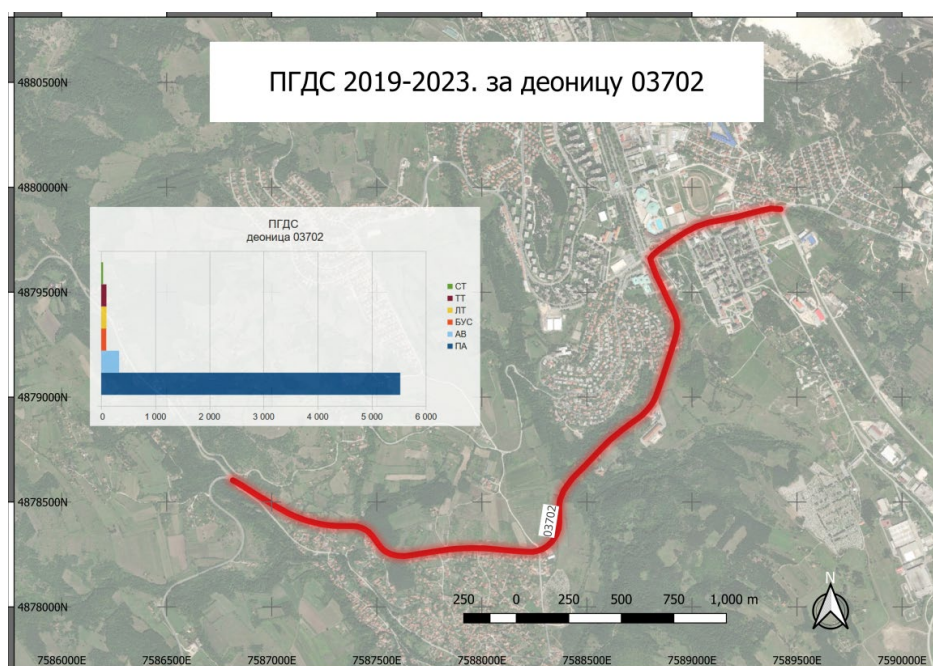 ПГДС 2019-2023. за деоницу 03702
4880500N
4880000N
4879500N
4879000N
4878500N
4878000N
ПГДС
деоница 03702
СТ
ТТ
ЛТ
БУС
АВ
ПА
0 1 000 2 000 3 000 4 000 5 000 6 000
03702
250 0 250 500 750 1,000 m
N
7586000E 7586500E 7587000E 7587500E 7588000E 7588500E 7589000E 7589500E 7590000E